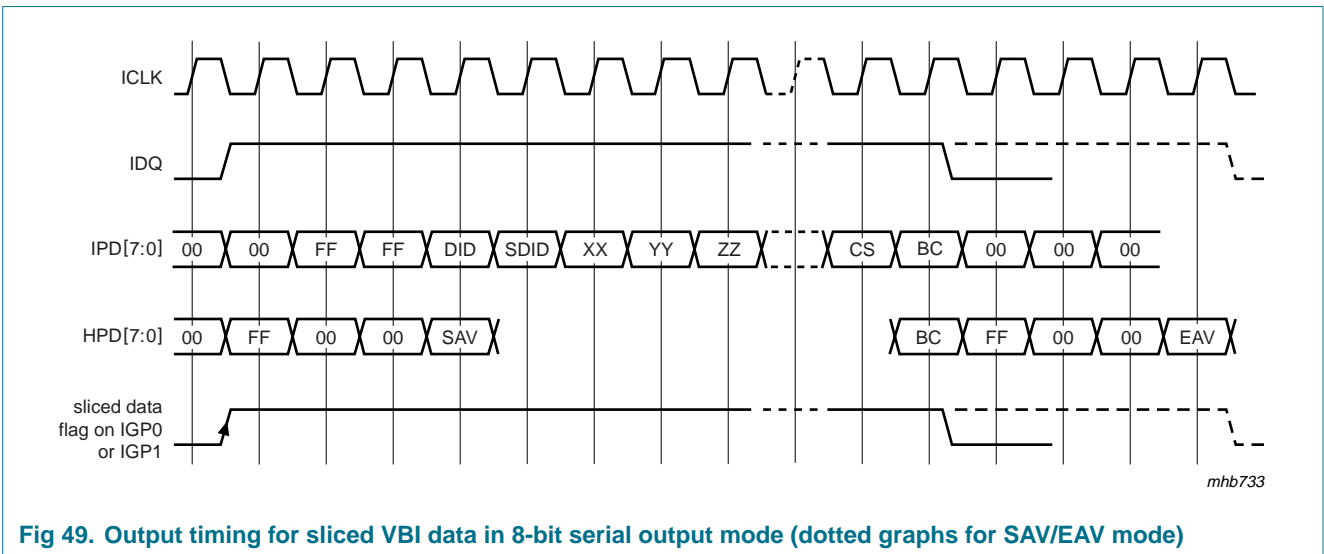 ICLK
IDQ
IPD[7:0] 00 00 FF FF DID SDID XX YY ZZ CS BC 00 00 00
HPD[7:0] 00 FF 00 00 SAV BC FF 00 00 EAV
sliced data
flag on IGP0
or IGP1
mhb733
Fig 49. Output timing for sliced VBI data in 8-bit serial output mode (dotted graphs for SAV/EAV mode)